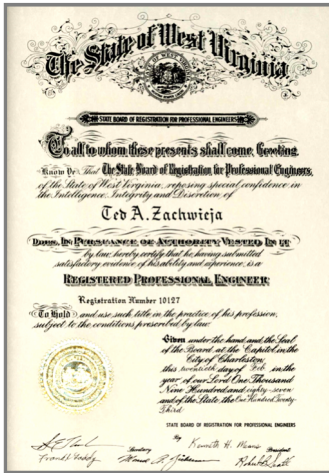 The State of West Virginia
STATE BOARD OF REGISTRATION FOR PROFESSIONAL ENGINEERS
To all to whom these presents shall come, Greeting
Know Ye That The State Board of Registration for Professional Engineers
of the State of West Virginia, reposing special confidence in
the Intelligence, Integrity and Discretion of
Ted A. Zachwieja
Does, In Pursuance of Authority Vested In It
by law, hereby certify that he, having submitted
satisfactory evidence of his ability and experience, is a
Registered Professional Engineer
Registration Number 10127
To Hold and use such title in the practice of his profession,
subject to the conditions prescribed by law
Given under the hand and the Seal
of the Board at the Capitol, in the
City of Charleston,
this twentieth day of Feb in the
year of our Lord One Thousand
Nine Hundred and eighty-seven
and of the State the One Hundred Twenty
Third
STATE BOARD OF REGISTRATION FOR PROFESSIONAL ENGINEERS
By Kenneth H.
Secretary
President